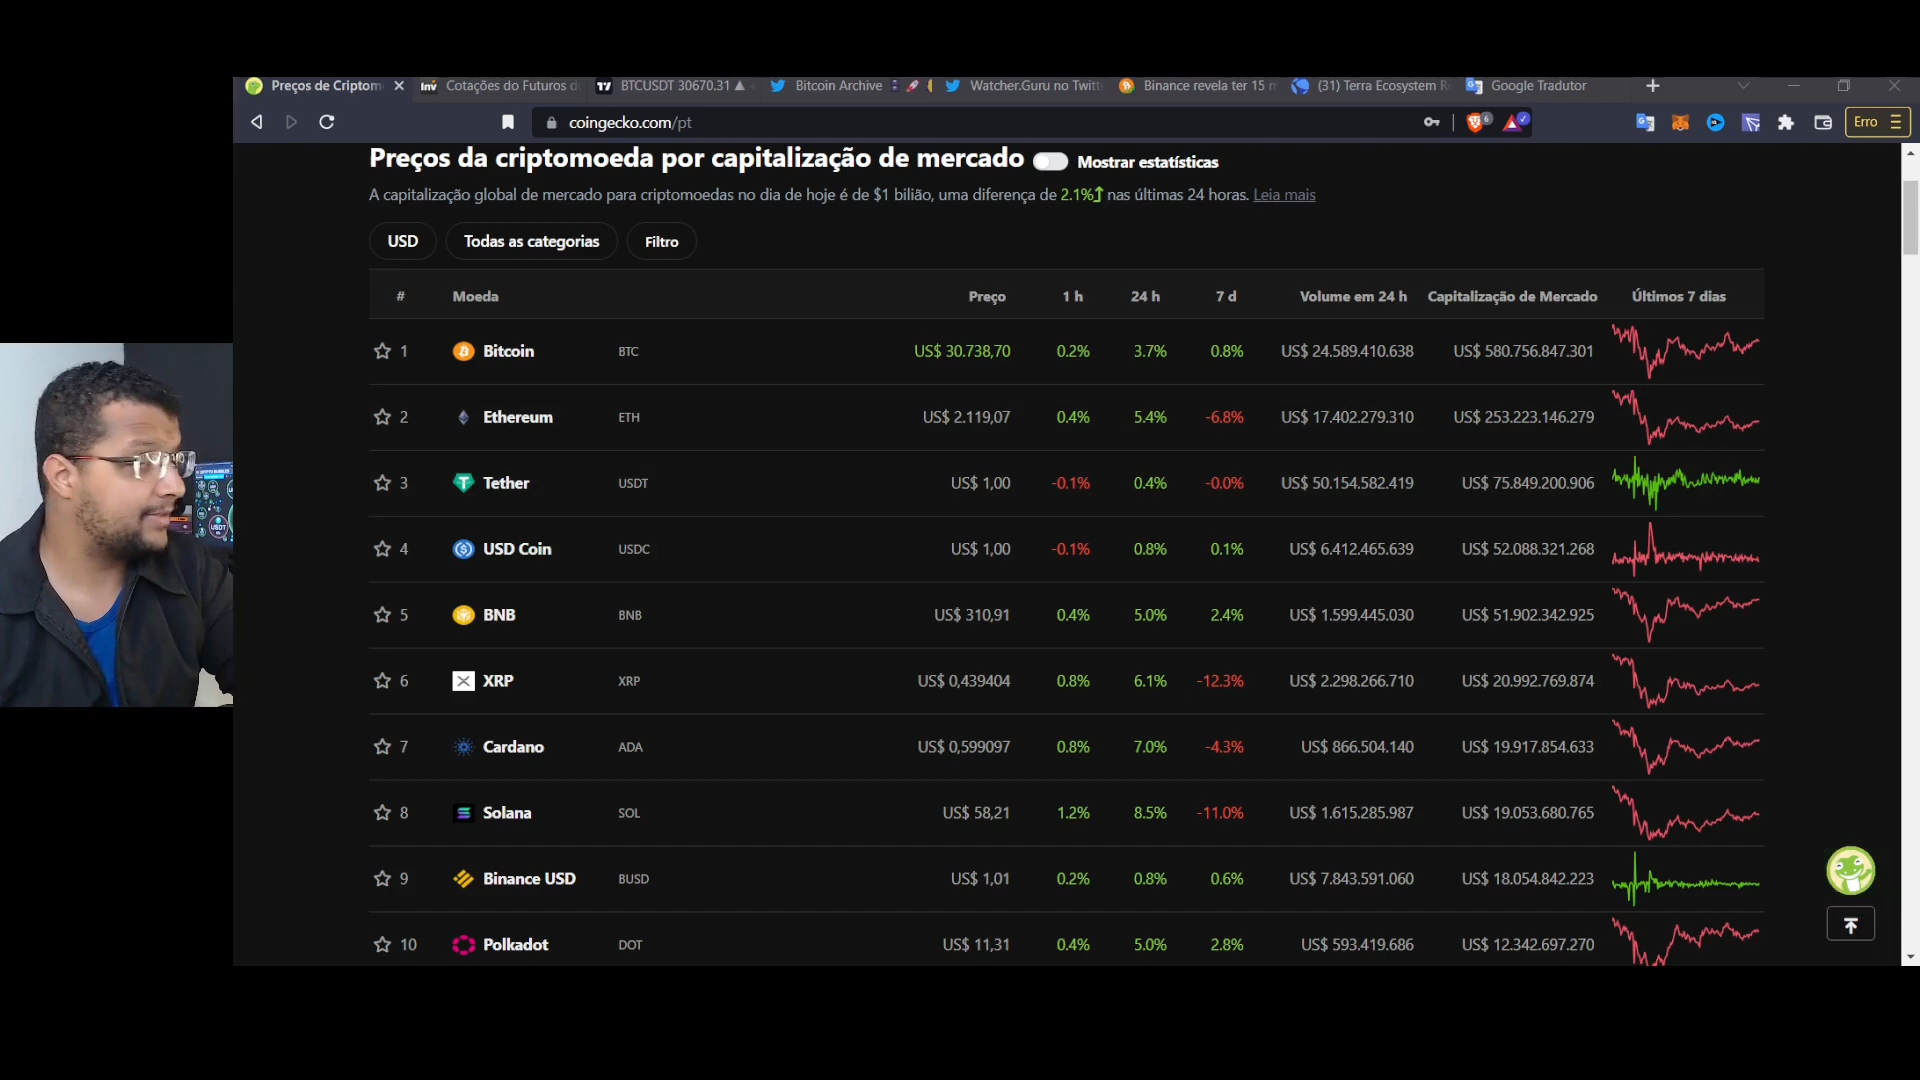 Preços de Criptom
Inv Cotações do Futuros d
BTCUSDT 30670.31 ▲
Bitcoin Archive
Watcher.Guru no Twitt
Binance revela ter 15 m
(31) Terra Ecosystem R
Google Tradutor
coingecko.com/pt
6
Erro
Preços da criptomoeda por capitalização de mercado
Mostrar estatísticas
A capitalização global de mercado para criptomoedas no dia de hoje é de $1 bilião, uma diferença de 2.1% nas últimas 24 horas. Leia mais
USD Todas as categorias Filtro
# Moeda Preço 1 h 24 h 7 d Volume em 24 h Capitalização de Mercado Últimos 7 dias
1 Bitcoin BTC US$ 30.738,70 0.2% 3.7% 0.8% US$ 24.589.410.638 US$ 580.756.847.301
2 Ethereum ETH US$ 2.119,07 0.4% 5.4% -6.8% US$ 17.402.279.310 US$ 253.223.146.279
3 Tether USDT US$ 1,00 -0.1% 0.4% -0.0% US$ 50.154.582.419 US$ 75.849.200.906
4 USD Coin USDC US$ 1,00 -0.1% 0.8% 0.1% US$ 6.412.465.639 US$ 52.088.321.268
5 BNB BNB US$ 310,91 0.4% 5.0% 2.4% US$ 1.599.445.030 US$ 51.902.342.925
6 XRP XRP US$ 0,439404 0.8% 6.1% -12.3% US$ 2.298.266.710 US$ 20.992.769.874
7 Cardano ADA US$ 0,599097 0.8% 7.0% -4.3% US$ 866.504.140 US$ 19.917.854.633
8 Solana SOL US$ 58,21 1.2% 8.5% -11.0% US$ 1.615.285.987 US$ 19.053.680.765
9 Binance USD BUSD US$ 1,01 0.2% 0.8% 0.6% US$ 7.843.591.060 US$ 18.054.842.223
10 Polkadot DOT US$ 11,31 0.4% 5.0% 2.8% US$ 593.419.686 US$ 12.342.697.270
USDT